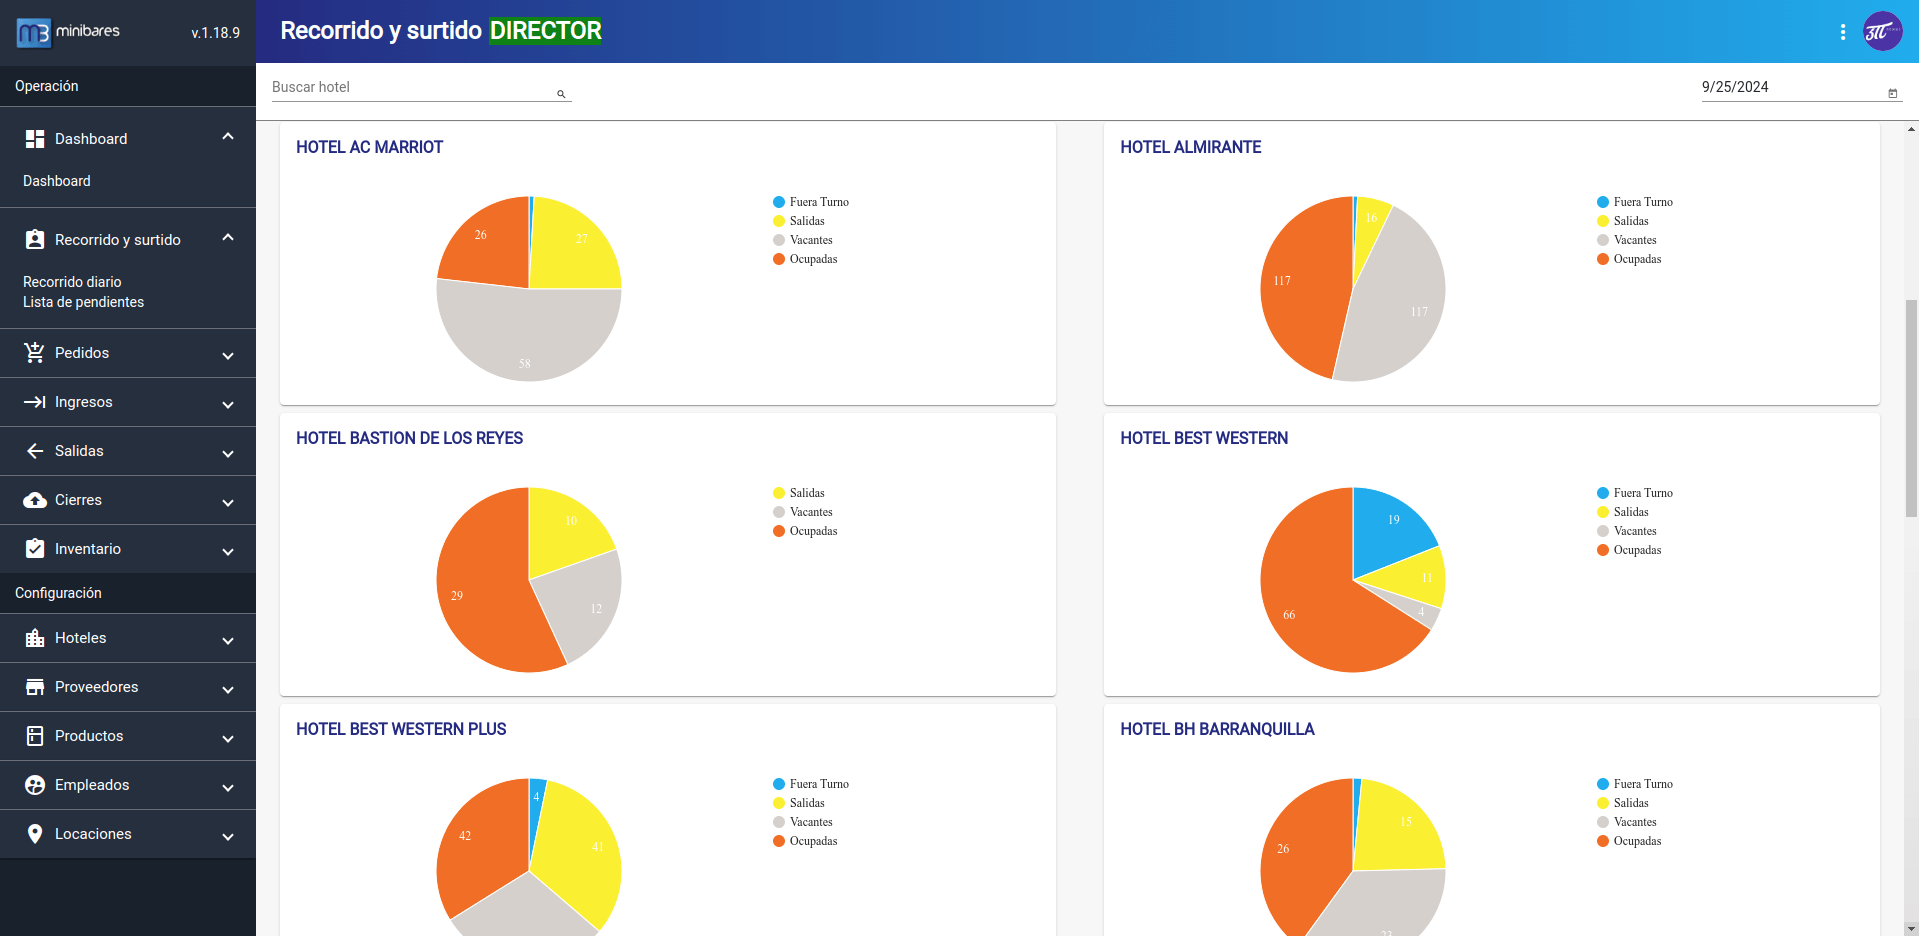 minibares
v.1.18.9
Operación
Dashboard
Dashboard
Recorrido y surtido
Recorrido diario
Lista de pendientes
Pedidos
Ingresos
Salidas
Cierres
Inventario
Configuración
Hoteles
Proveedores
Productos
Empleados
Locaciones
Recorrido y surtido DIRECTOR
Buscar hotel
9/25/2024
HOTEL AC MARRIOT
26
27
58
Fuera Turno
Salidas
Vacantes
Ocupadas
HOTEL ALMIRANTE
16
117
117
Fuera Turno
Salidas
Vacantes
Ocupadas
HOTEL BASTION DE LOS REYES
10
29
12
Salidas
Vacantes
Ocupadas
HOTEL BEST WESTERN
19
11
4
66
Fuera Turno
Salidas
Vacantes
Ocupadas
HOTEL BEST WESTERN PLUS
4
42
41
Fuera Turno
Salidas
Vacantes
Ocupadas
HOTEL BH BARRANQUILLA
15
26
Fuera Turno
Salidas
Vacantes
Ocupadas